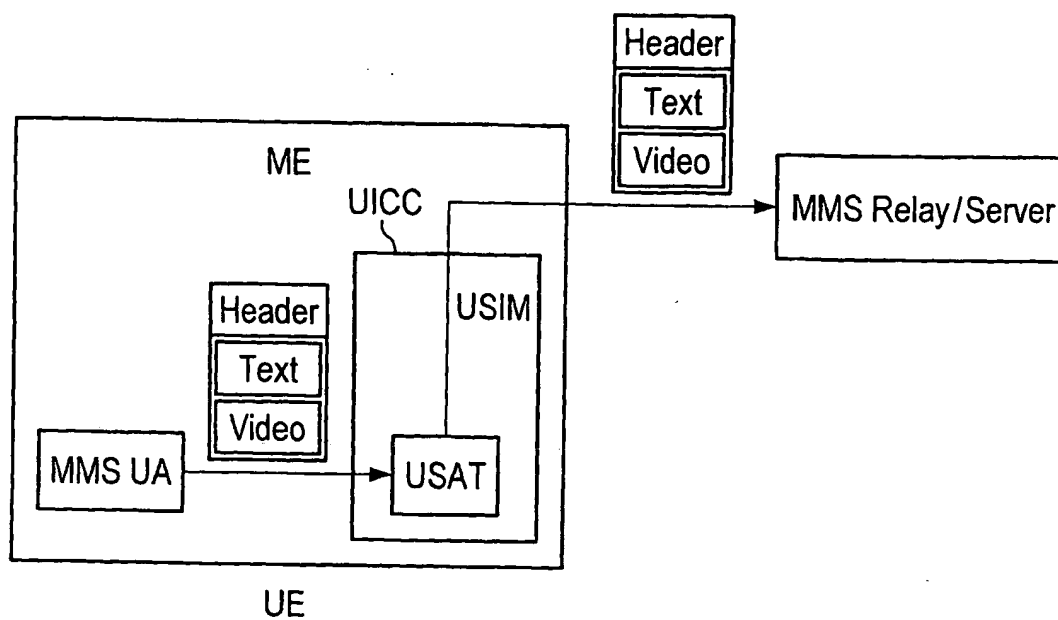 Header
Text
Video
ME
UICC
MMS Relay/Server
USIM
Header
Text
Video
MMS UA
USAT
UE